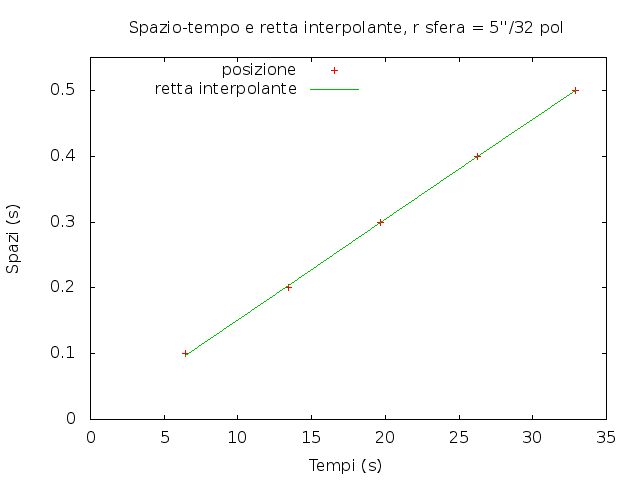 Spazio-tempo e retta interpolante, r sfera = 5"/32 pol
posizione
retta interpolante
0.5
0.4
0.3
0.2
0.1
0
Spazi (s)
0 5 10 15 20 25 30 35
Tempi (s)